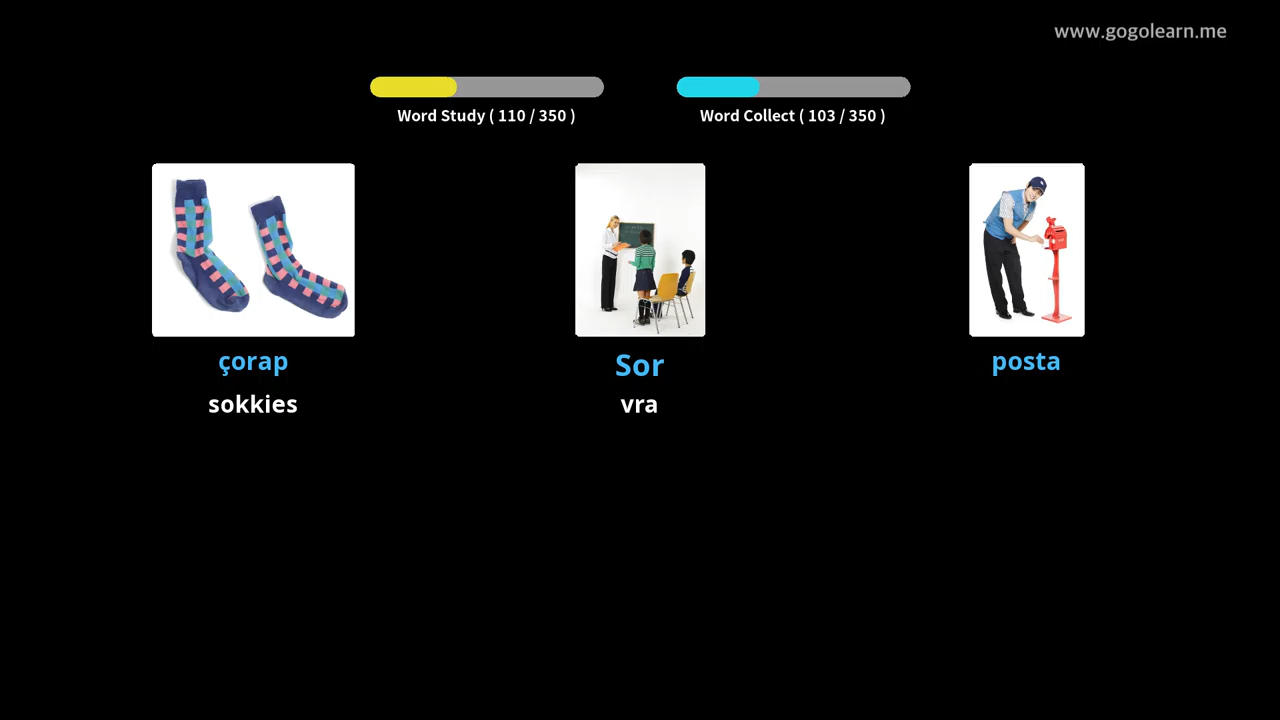 www.gogolearn.me
Word Study ( 110 / 350 )
Word Collect ( 103 / 350 )
çorap
Sor
posta
sokkies
vra